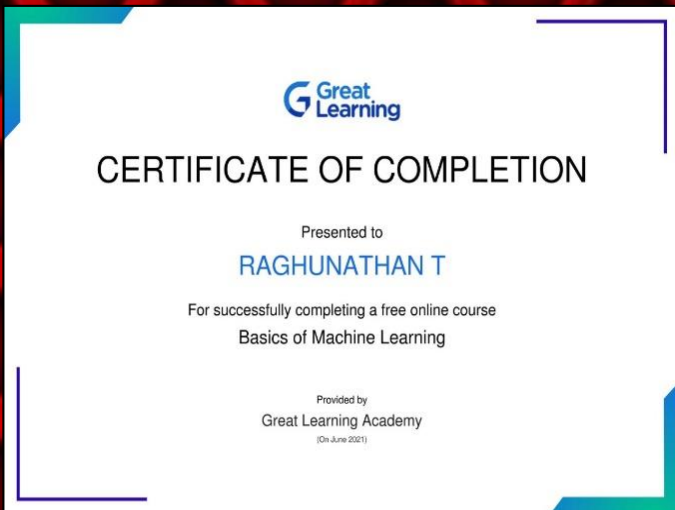 Great
Learning
CERTIFICATE OF COMPLETION
Presented to
RAGHUNATHAN T
For successfully completing a free online course
Basics of Machine Learning
Provided by
Great Learning Academy
(On June 2021)